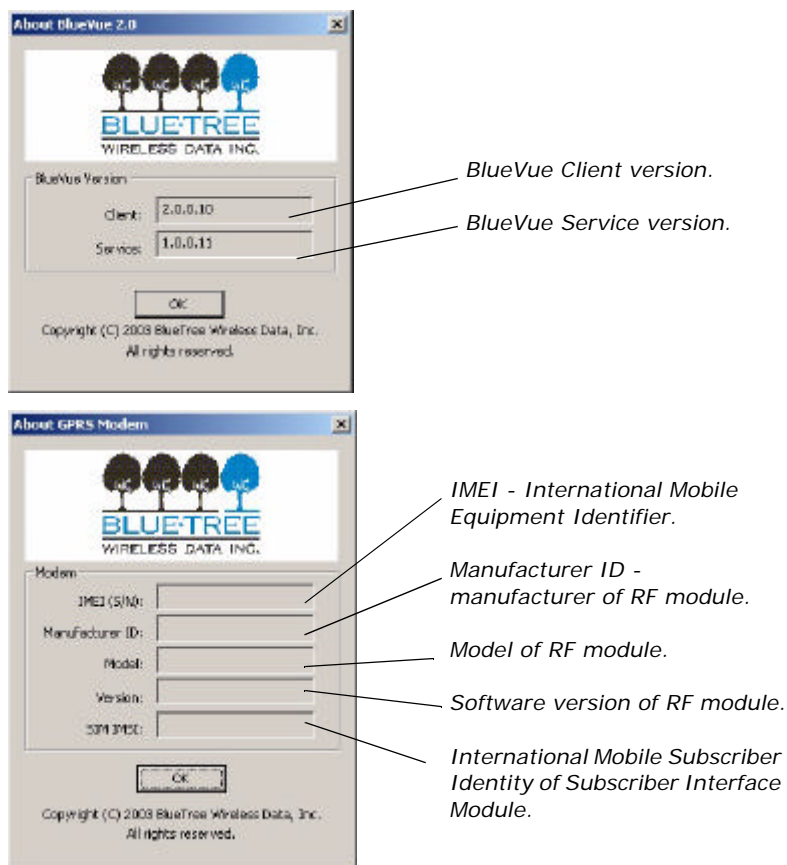 About BlueVue 2.0
BLUE·TREE
WIRELESS DATA INC.
BlueVue Version
Client: 2.0.0.10
BlueVue Client version.
Service: 1.0.0.11
BlueVue Service version.
OK
Copyright (C) 2003 BlueTree Wireless Data, Inc.
All rights reserved.
About GPRS Modem
BLUE·TREE
WIRELESS DATA INC.
Modem
IMEI (S/N):
Manufacturer ID:
Model:
Version:
SIM IMSI:
IMEI - International Mobile
Equipment Identifier.
Manufacturer ID -
manufacturer of RF module.
Model of RF module.
Software version of RF module.
International Mobile Subscriber
Identity of Subscriber Interface
Module.
OK
Copyright (C) 2003 BlueTree Wireless Data, Inc.
All rights reserved.